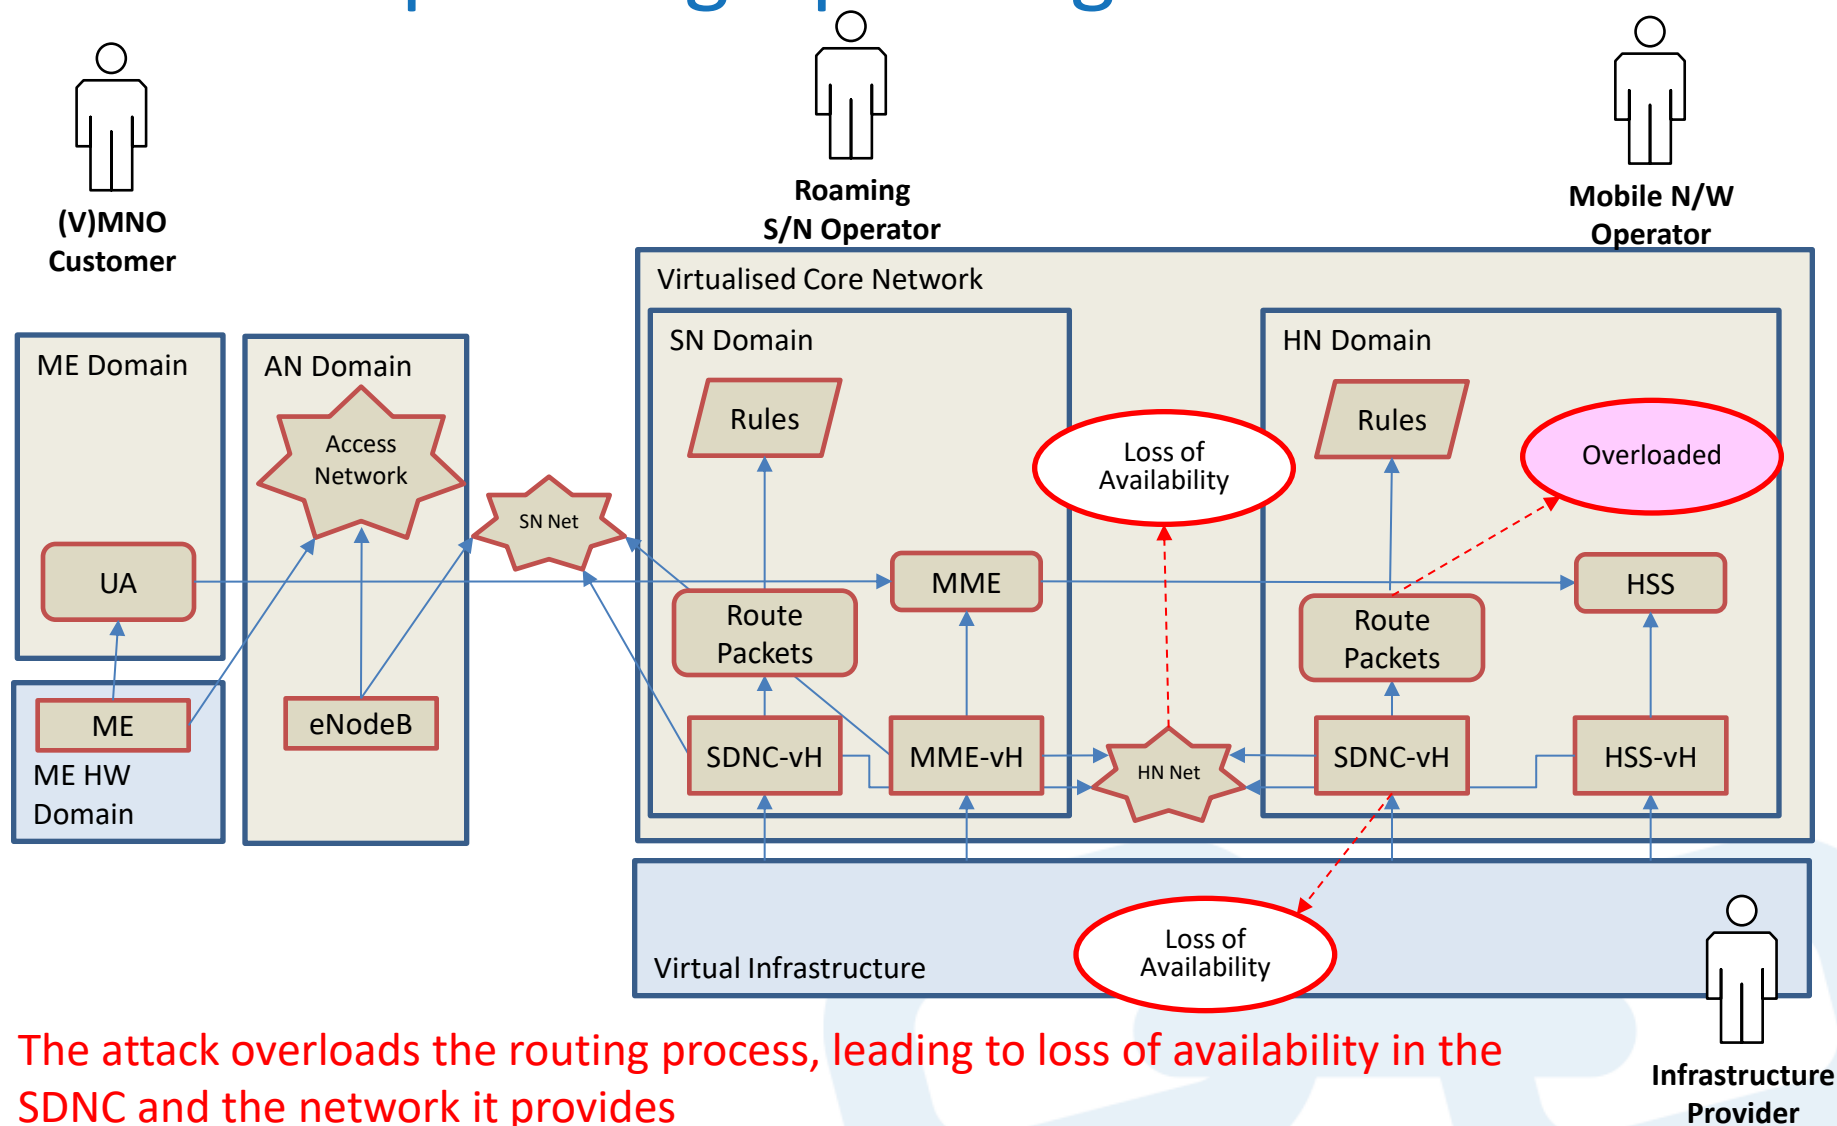 (V)MNO
Customer
Roaming
S/N Operator
Mobile N/W
Operator
Virtualised Core Network
SN Domain
HN Domain
ME Domain
AN Domain
Access
Network
Rules
Rules
Loss of
Availability
Overloaded
SN Net
UA
MME
HSS
Route
Packets
Route
Packets
ME
eNodeB
SDNC-vH
MME-vH
HN Net
SDNC-vH
HSS-vH
ME HW
Domain
Virtual Infrastructure
Loss of
Availability
The attack overloads the routing process, leading to loss of availability in the
SDNC and the network it provides
Infrastructure
Provider